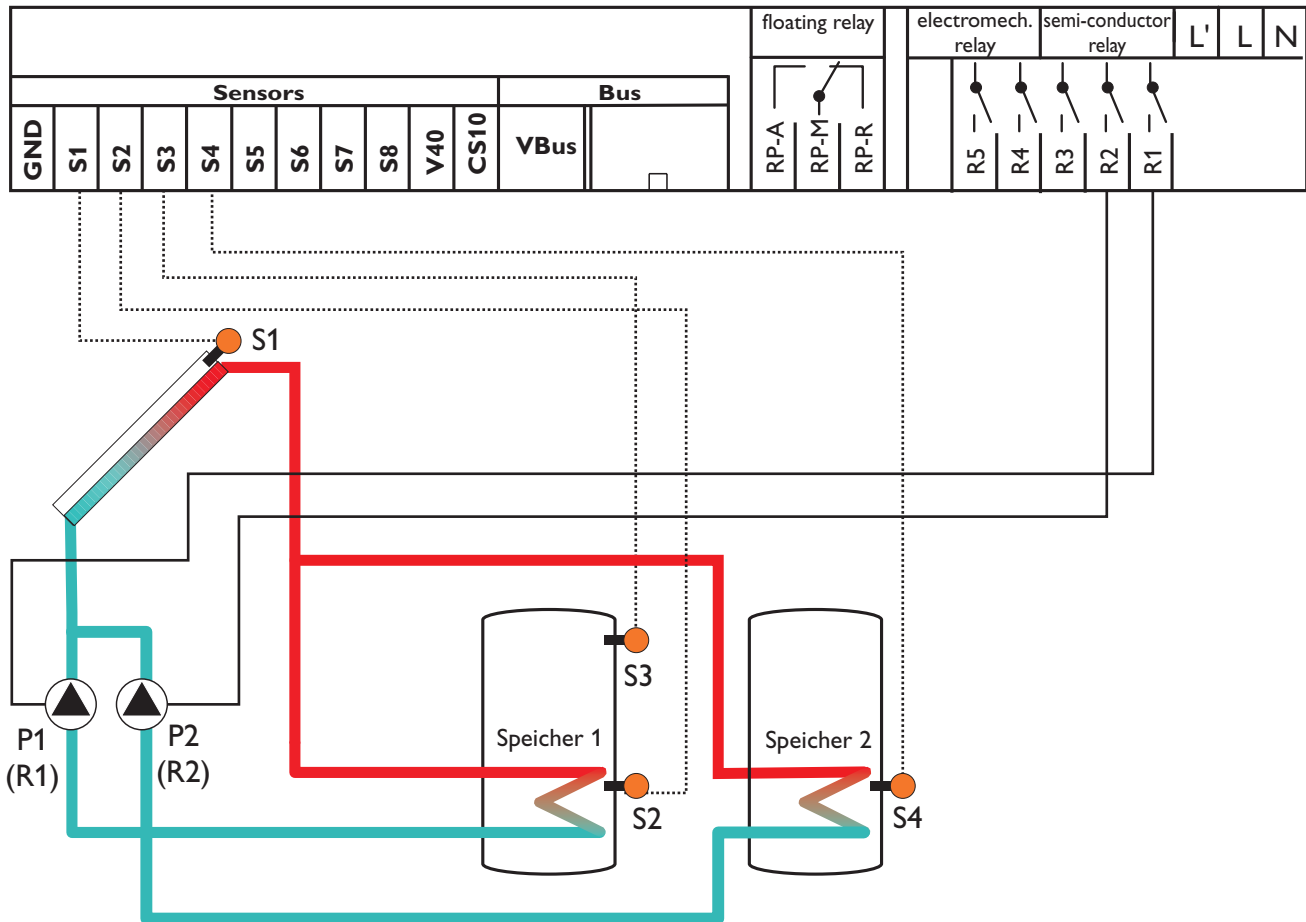 floating relay
electromech.
relay
semi-conductor
relay
L'
L
N
Sensors
Bus
GND
S1
S2
S3
S4
S5
S6
S7
S8
V40
CS10
VBus
RP-A
RP-M
RP-R
R5
R4
R3
R2
R1
S1
S3
P1
(R1)
P2
(R2)
Speicher 1
Speicher 2
S2
S4